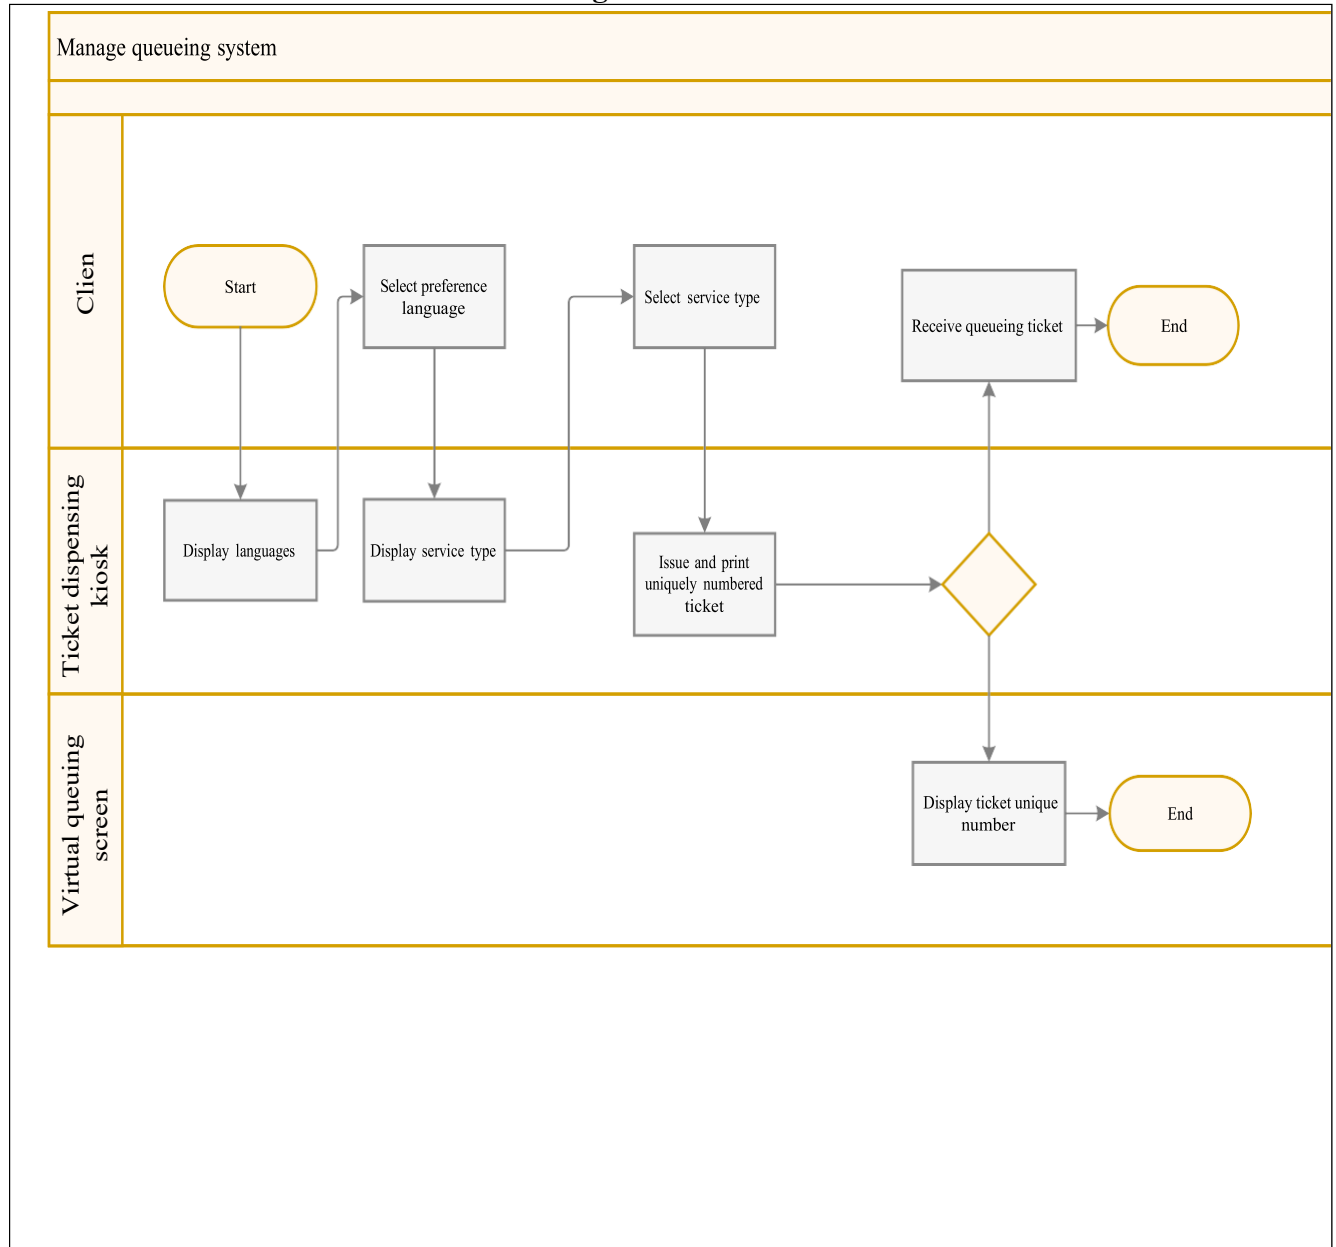 Manage queueing system
Clien
Start
Select preference
language
Select service type
Receive queueing ticket
End
Ticket dispensing
kiosk
Display languages
Display service type
Issue and print
uniquely numbered
ticket
Virtual queuing
screen
Display ticket unique
number
End